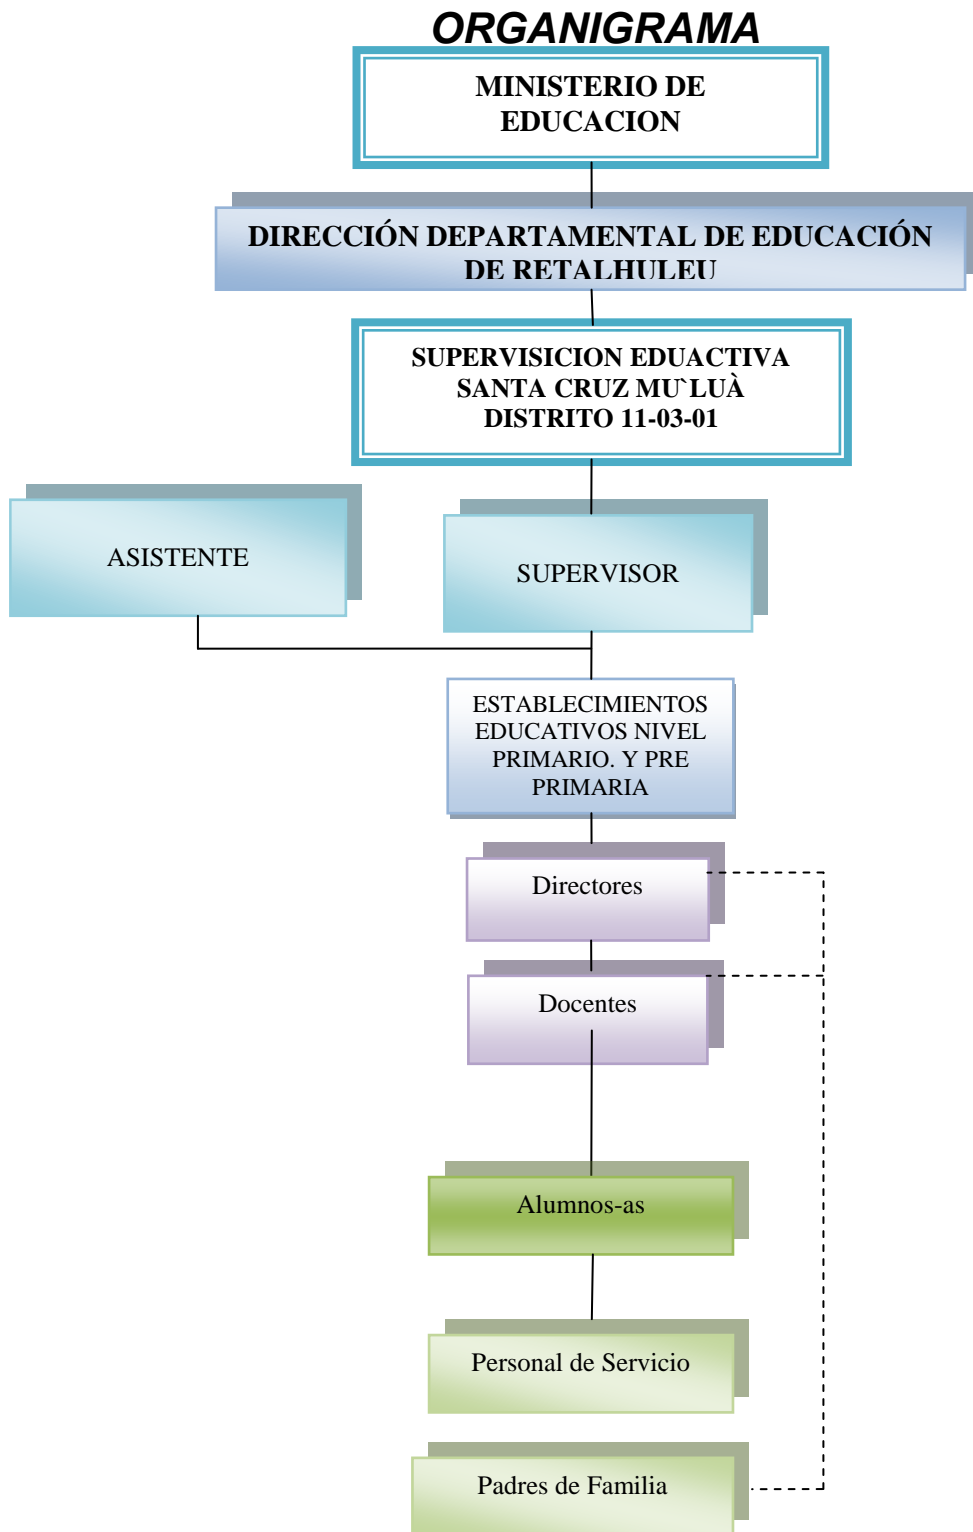 ORGANIGRAMA
MINISTERIO DE
EDUCACION
DIRECCIÓN DEPARTAMENTAL DE EDUCACIÓN
DE RETALHULEU
SUPERVISICION EDUACTIVA
SANTA CRUZ MU`LUÀ
DISTRITO 11-03-01
ASISTENTE
SUPERVISOR
ESTABLECIMIENTOS
EDUCATIVOS NIVEL
PRIMARIO. Y PRE
PRIMARIA
Directores
Docentes
Alumnos-as
Personal de Servicio
Padres de Familia